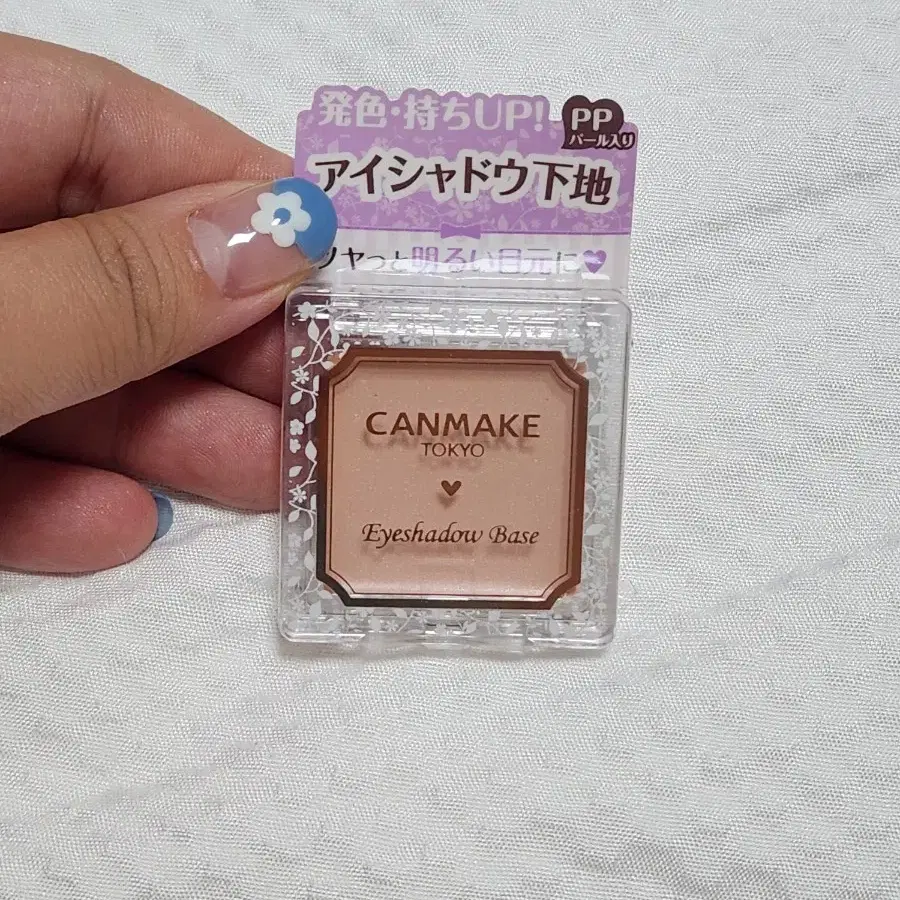 発色・持ちUP!
PP
パール入り
アイシャドウ下地
ツヤっと明るい目元に♥
CANMAKE
TOKYO
♥
Eyeshadow Base